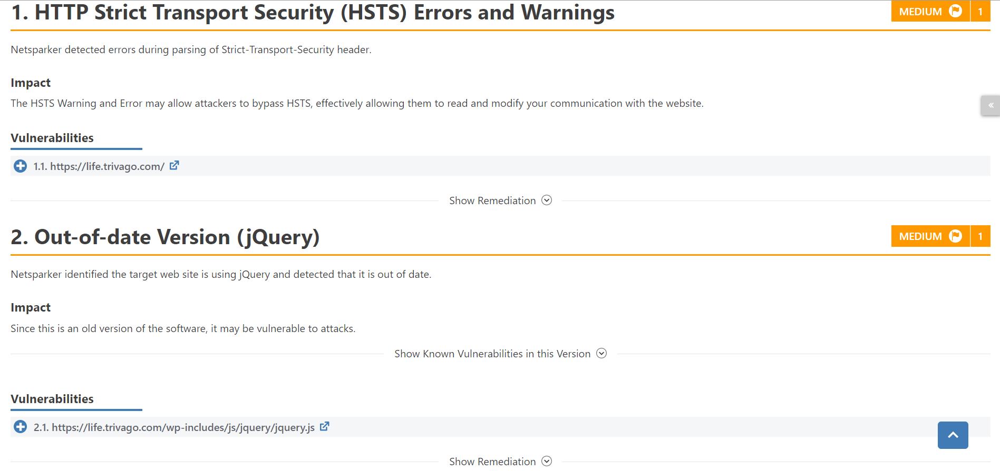 1. HTTP Strict Transport Security (HSTS) Errors and Warnings
MEDIUM 1
Netsparker detected errors during parsing of Strict-Transport-Security header.
Impact
The HSTS Warning and Error may allow attackers to bypass HSTS, effectively allowing them to read and modify your communication with the website.
«
Vulnerabilities
1.1. https://life.trivago.com/
Show Remediation
2. Out-of-date Version (jQuery)
MEDIUM 1
Netsparker identified the target web site is using jQuery and detected that it is out of date.
Impact
Since this is an old version of the software, it may be vulnerable to attacks.
Show Known Vulnerabilities in this Version
Vulnerabilities
2.1. https://life.trivago.com/wp-includes/js/jquery/jquery.js
Show Remediation